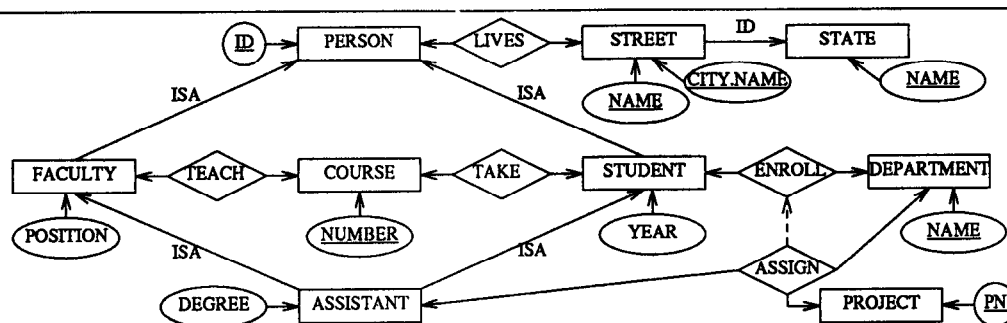 ID
PERSON
LIVES
STREET
ID
STATE
NAME
CITY.NAME
NAME
ISA
ISA
FACULTY
TEACH
COURSE
TAKE
STUDENT
ENROLL
DEPARTMENT
POSITION
NUMBER
YEAR
NAME
ISA
ISA
ASSIGN
DEGREE
ASSISTANT
PROJECT
PN